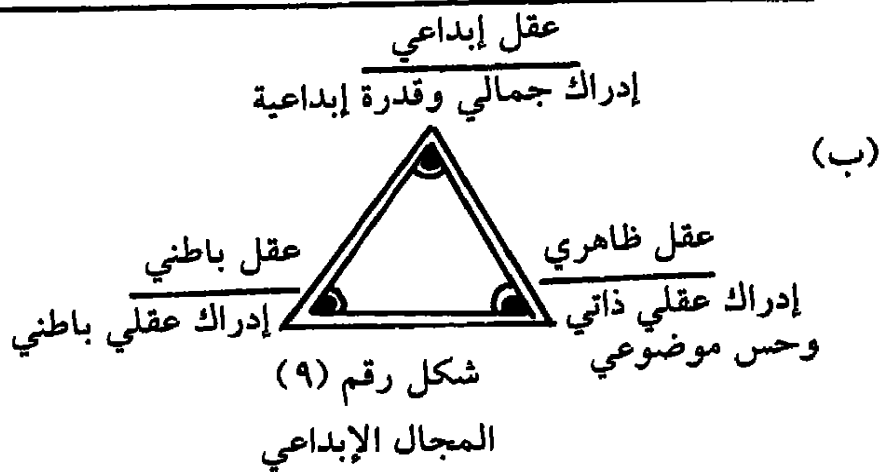 عقل إبداعي
إدراك جمالي وقدرة إبداعية
(ب)
عقل ظاهري
إدراك عقلي ذاتي
وحس موضوعي
عقل باطني
إدراك عقلي باطني
شكل رقم (٩)
المجال الإبداعي